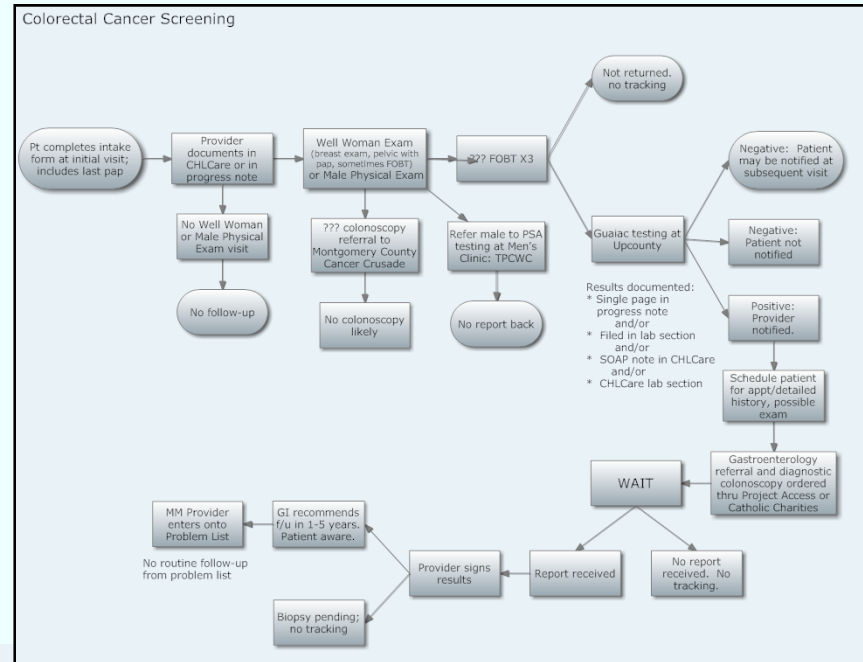 Colorectal Cancer Screening
Pt completes intake
form at initial visit;
includes last pap
Provider
documents in
CHLCare or in
progress note
Well Woman Exam
(breast exam, pelvic with
pap, sometimes FOBT)
or Male Physical Exam
??? FOBT X3
Not returned.
no tracking
No Well Woman
or Male Physical
Exam visit
No follow-up
??? colonoscopy
referral to
Montgomery County
Cancer Crusade
No colonoscopy
likely
Refer male to PSA
testing at Men's
Clinic: TPCWC
No report back
Guaiac testing at
Upcounty
Results documented:
* Single page in
progress note
and/or
* Filed in lab section
and/or
* SOAP note in CHLCare
and/or
* CHLCare lab section
Negative: Patient
may be notified at
subsequent visit
Negative:
Patient not
notified
Positive:
Provider
notified.
Schedule patient
for appt/detailed
history, possible
exam
Gastroenterology
referral and diagnostic
colonoscopy ordered
thru Project Access or
Catholic Charities
WAIT
No report
received. No
tracking.
Report received
Provider signs
results
GI recommends
f/u in 1-5 years.
Patient aware.
MM Provider
enters onto
Problem List
No routine follow-up
from problem list
Biopsy pending;
no tracking